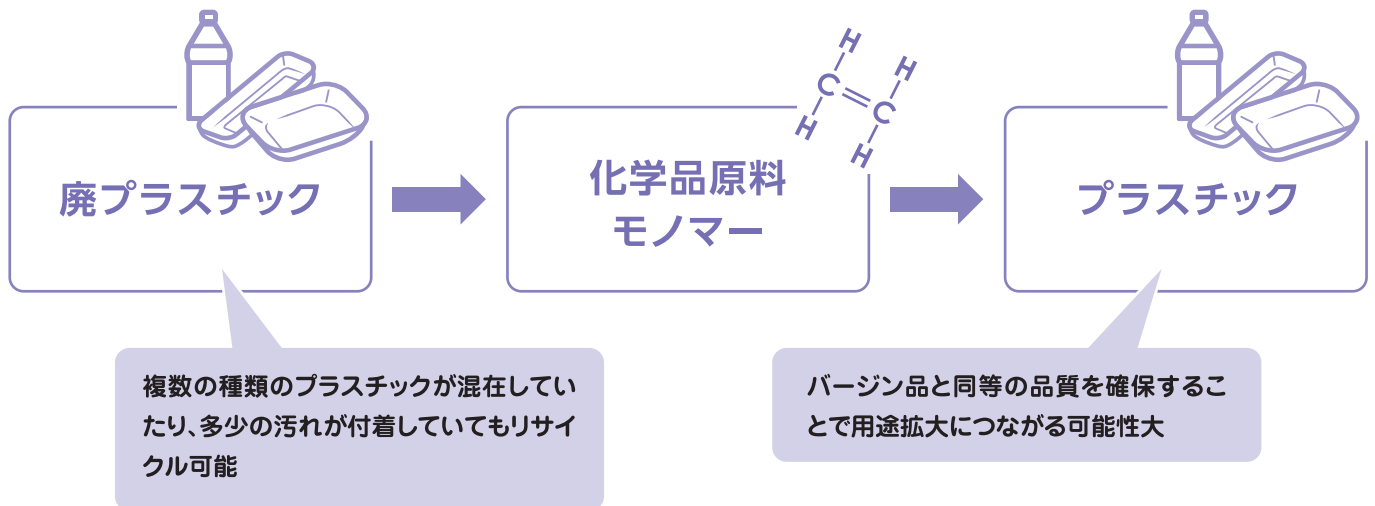 廃プラスチック
化学品原料
モノマー
H
H
C
C
H
H
プラスチック
複数の種類のプラスチックが混在してい
たり、多少の汚れが付着していてもリサイ
クル可能
バージン品と同等の品質を確保するこ
とで用途拡大につながる可能性大